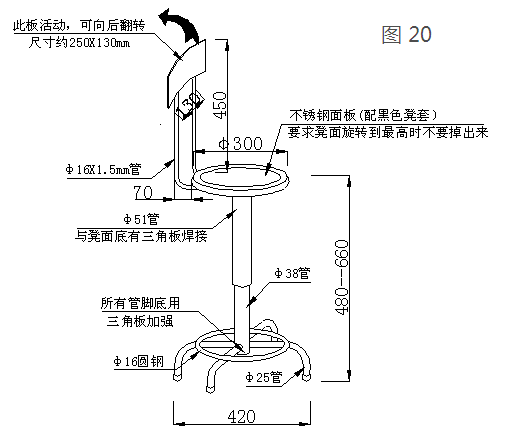 图 20
此板活动，可向后翻转
尺寸约250X130mm
130
450
不锈钢面板(配黑色凳套）
要求凳面旋转到最高时不要掉出来
Φ300
Φ16X1.5mm管
70
Φ51管
与凳面底有三角板焊接
480--660
Φ38管
所有管脚底用
三角板加强
Φ16圆钢
Φ25管
420